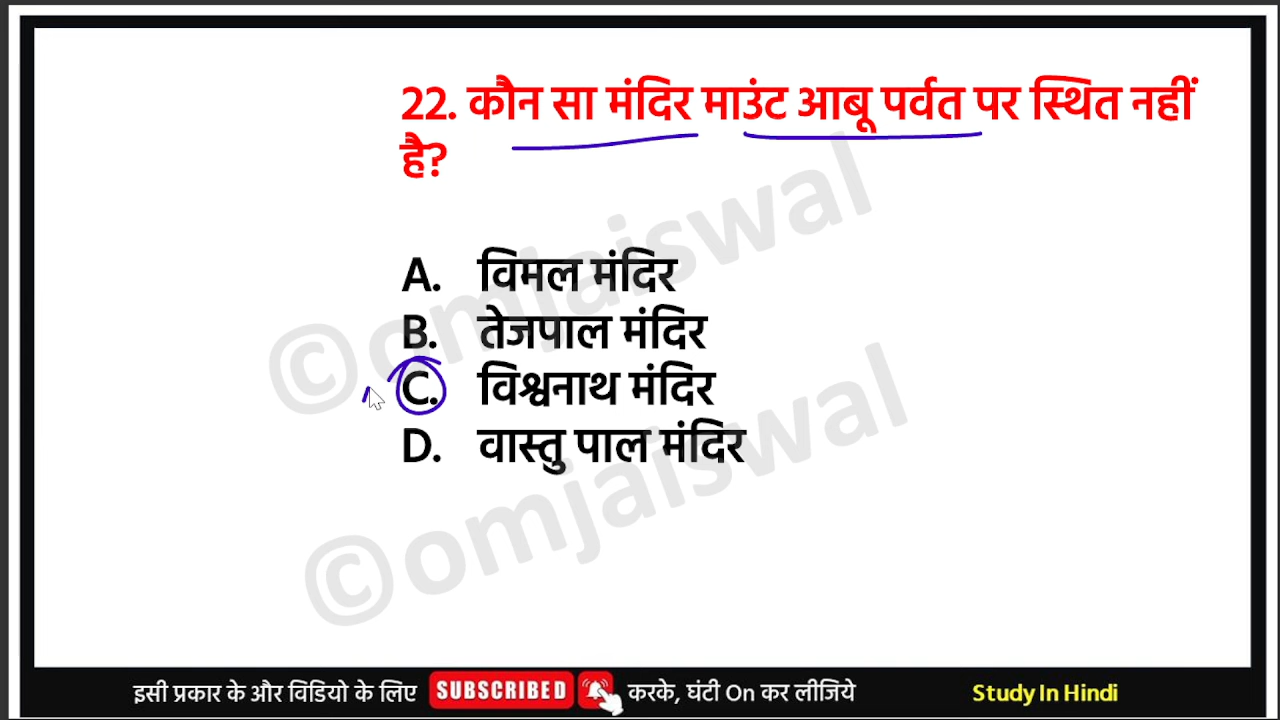 22. कौन सा मंदिर माउंट आबू पर्वत पर स्थित नहीं
है?
A. विमल मंदिर
B. तेजपाल मंदिर
C. विश्वनाथ मंदिर
D. वास्तु पाल मंदिर
©omjaiswal
©omjaiswal
इसी प्रकार के और विडियो के लिए SUBSCRIBED करके, घंटी On कर लीजिये Study In Hindi